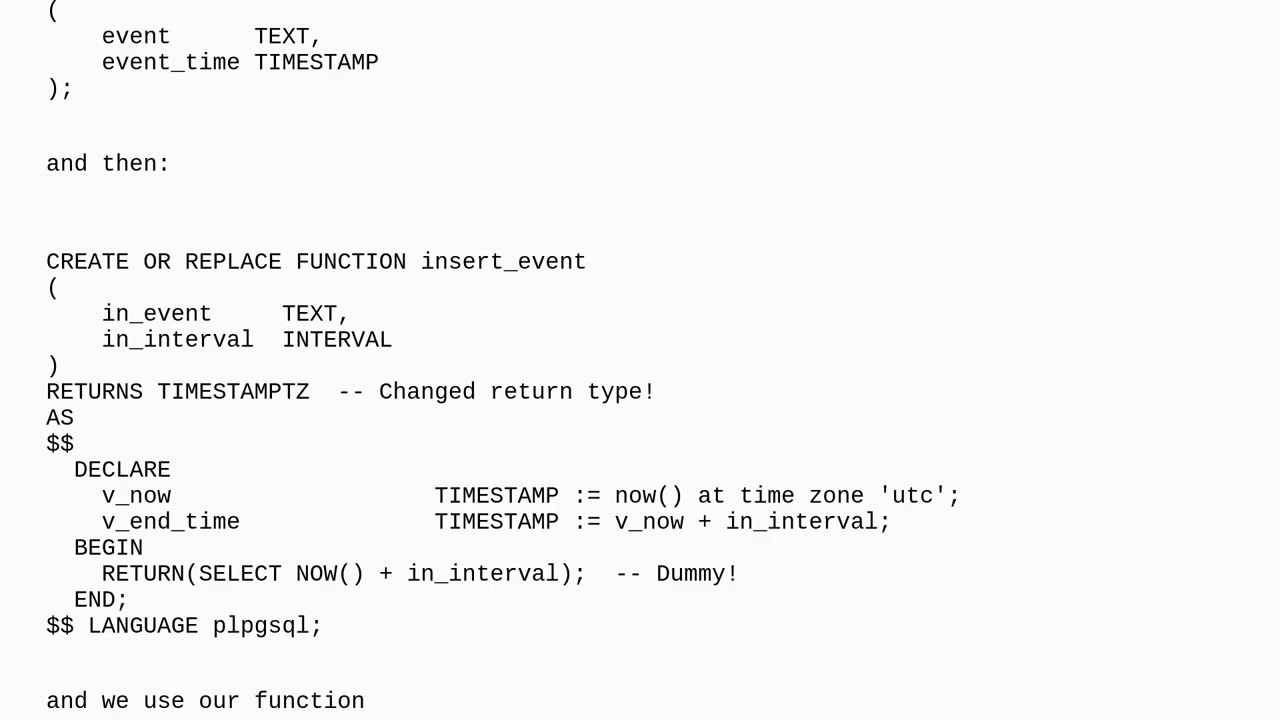 (
    event      TEXT,
    event_time TIMESTAMP
);
and then:
CREATE OR REPLACE FUNCTION insert_event
(
    in_event     TEXT,
    in_interval  INTERVAL
)
RETURNS TIMESTAMPTZ  -- Changed return type!
AS
$$
  DECLARE
    v_now                   TIMESTAMP := now() at time zone 'utc';
    v_end_time              TIMESTAMP := v_now + in_interval;
  BEGIN
    RETURN(SELECT NOW() + in_interval);  -- Dummy!
  END;
$$ LANGUAGE plpgsql;
and we use our function